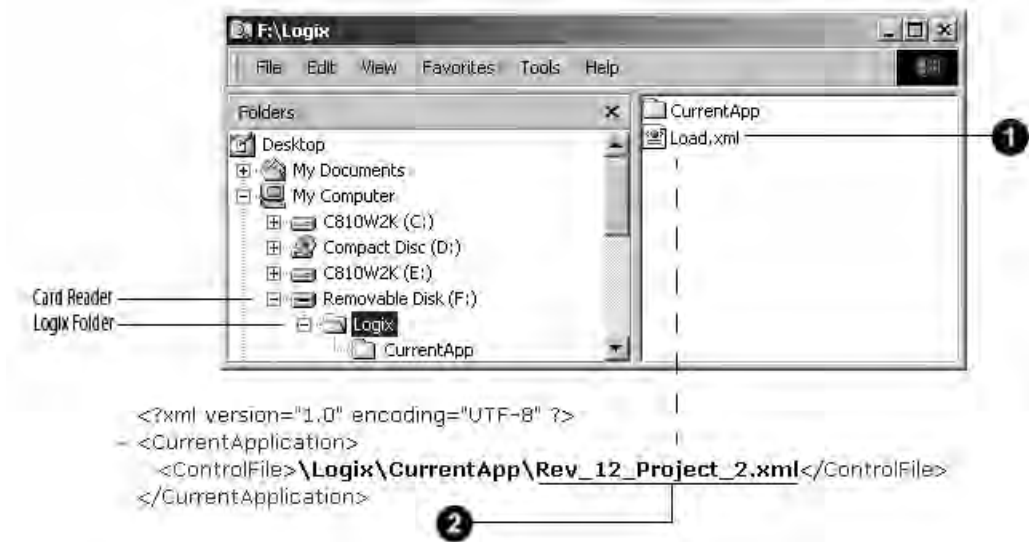 F:\Logix
File Edit View Favorites Tools Help
Folders
Desktop
My Documents
My Computer
C810W2K (C:)
Compact Disc (D:)
C810W2K (E:)
Removable Disk (F:)
Logix
CurrentApp
CurrentApp
Load.xml
1
Card Reader
Logix Folder
<?xml version="1.0" encoding="UTF-8" ?>
- <CurrentApplication>
<ControlFile>\Logix\CurrentApp\Rev_12_Project_2.xml</ControlFile>
</CurrentApplication>
2